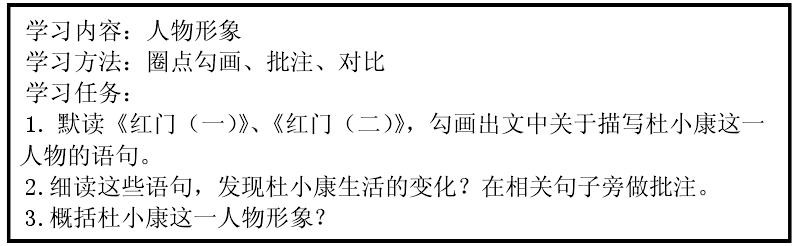 学习内容：人物形象
学习方法：圈点勾画、批注、对比
学习任务：
1. 默读《红门（一）》、《红门（二）》，勾画出文中关于描写杜小康这一
人物的语句。
2.细读这些语句，发现杜小康生活的变化？在相关句子旁做批注。
3.概括杜小康这一人物形象？